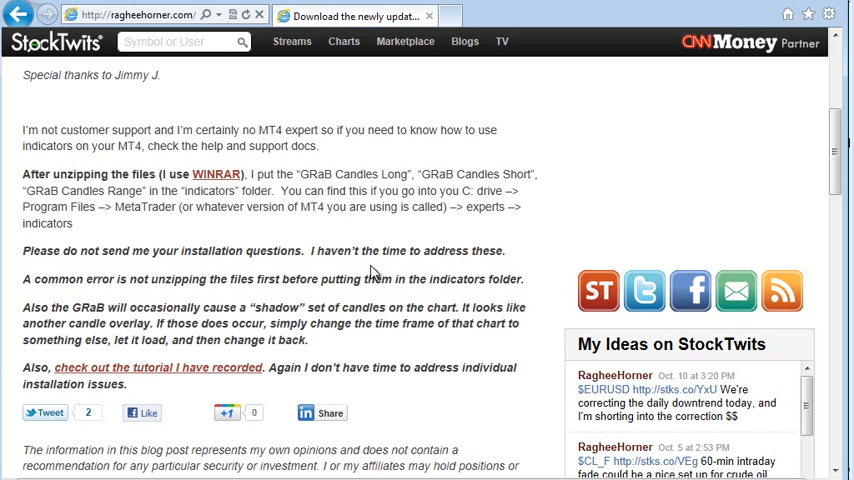 http://ragheehorner.com/
Download the newly updat...
StockTwits
Symbol or User
Streams
Charts
Marketplace
Blogs
TV
CNNMoney Partner
Special thanks to Jimmy J.
I'm not customer support and I'm certainly no MT4 expert so if you need to know how to use
indicators on your MT4, check the help and support docs.
After unzipping the files (I use WINRAR), I put the “GRaB Candles Long”, “GRaB Candles Short”,
“GRaB Candles Range” in the “indicators” folder. You can find this if you go into you C: drive –>
Program Files –> MetaTrader (or whatever version of MT4 you are using is called) –> experts –>
indicators
Please do not send me your installation questions. I haven't the time to address these.
A common error is not unzipping the files first before putting them in the indicators folder.
Also the GRaB will occasionally cause a “shadow” set of candles on the chart. It looks like
another candle overlay. If those does occur, simply change the time frame of that chart to
something else, let it load, and then change it back.
Also, check out the tutorial I have recorded. Again I don't have time to address individual
installation issues.
Tweet 2
Like
+1 0
in Share
The information in this blog post represents my own opinions and does not contain a
recommendation for any particular security or investment. I or my affiliates may hold positions or
ST
t
f
My Ideas on StockTwits
RagheeHorner Oct. 10 at 3:20 PM
$EURUSD http://stks.co/YxU We're
correcting the daily downtrend today, and
I'm shorting into the correction $$
RagheeHorner Oct. 5 at 2:53 PM
$CL_F http://stks.co/VEg 60-min intraday
fade could be a nice set up for crude oil